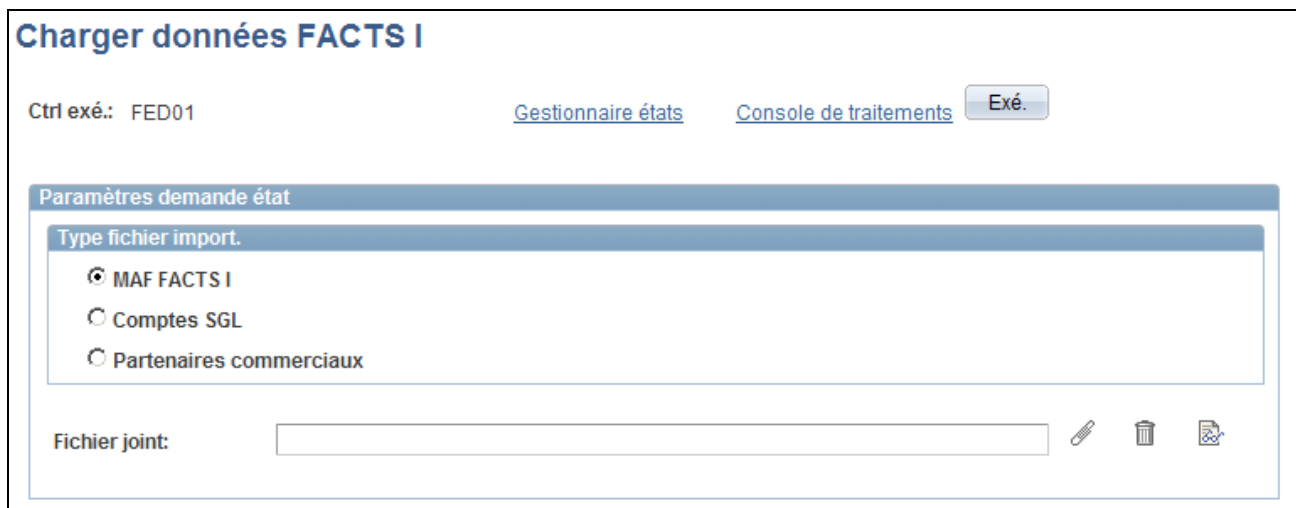 Charger données FACTS I
Ctrl exé.: FED01 Gestionnaire états Console de traitements Exé.
Paramètres demande état
Type fichier import.
MAF FACTS I
Comptes SGL
Partenaires commerciaux
Fichier joint: